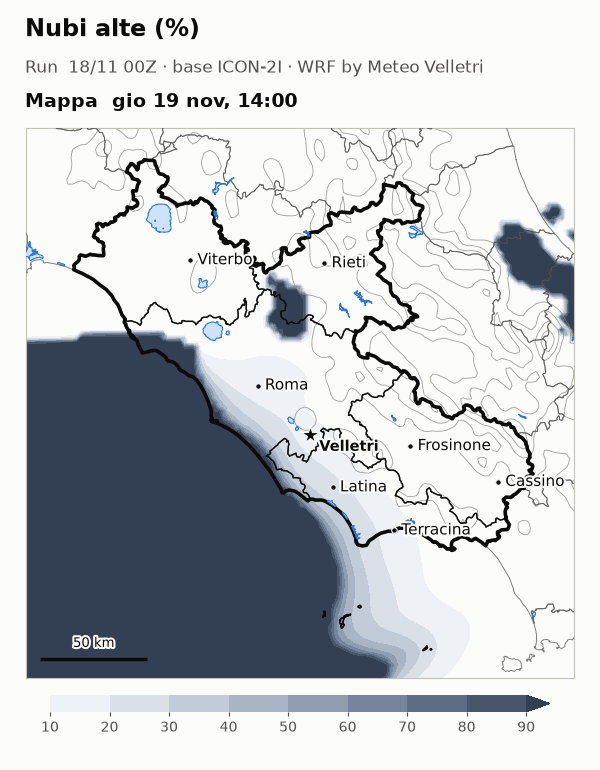 Nubi alte (%)
Run  18/11 00Z · base ICON-2I · WRF by Meteo Velletri
Mappa  gio 19 nov, 14:00
Viterbo
Rieti
Roma
Velletri
Frosinone
Cassino
Latina
Terracina
50 km
10 20 30 40 50 60 70 80 90